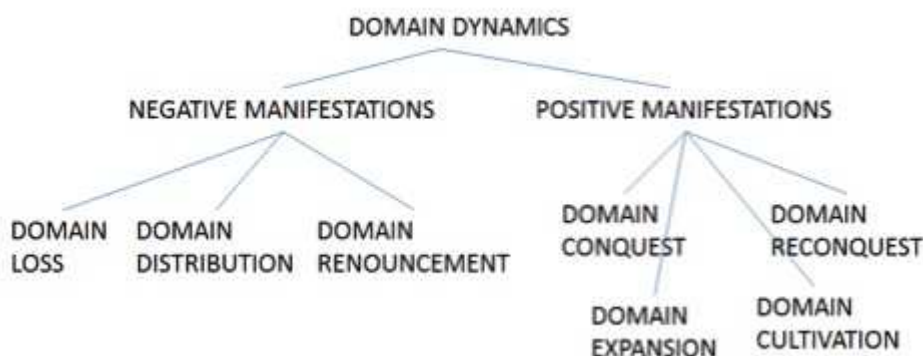 DOMAIN DYNAMICS
NEGATIVE MANIFESTATIONS
POSITIVE MANIFESTATIONS
DOMAIN
LOSS
DOMAIN
DISTRIBUTION
DOMAIN
RENOUNCEMENT
DOMAIN
CONQUEST
DOMAIN
RECONQUEST
DOMAIN
EXPANSION
DOMAIN
CULTIVATION